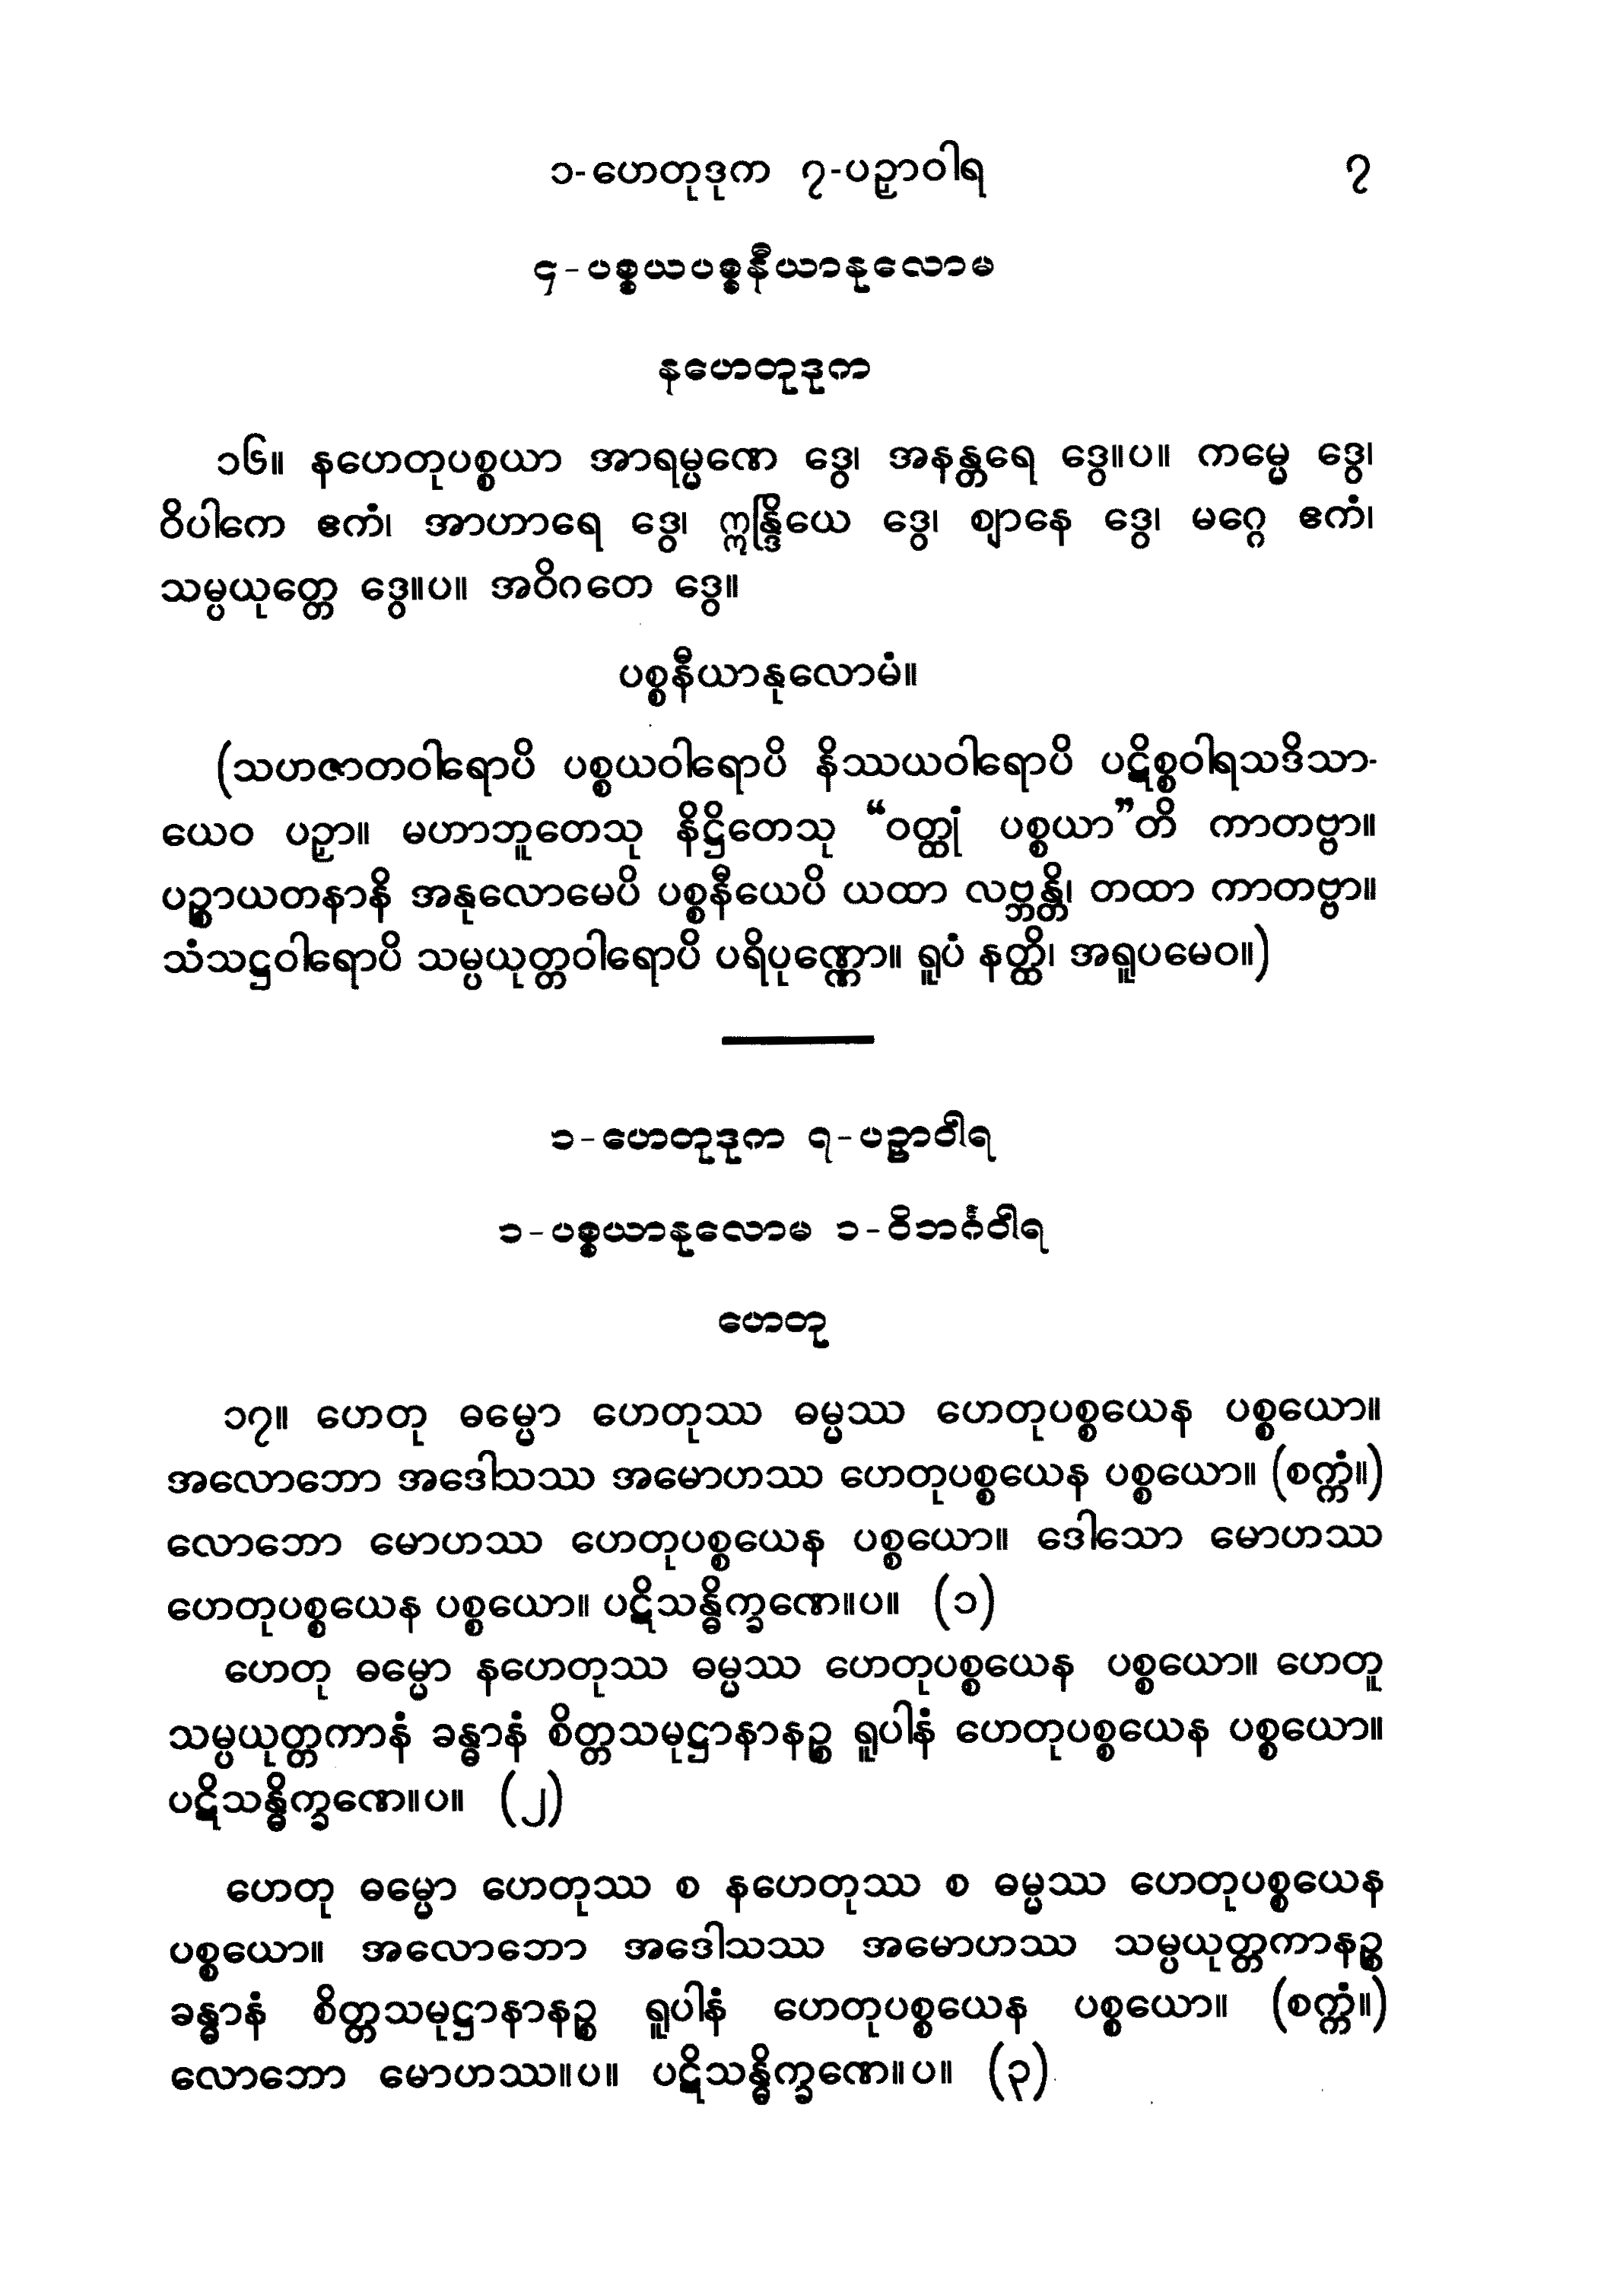 ၁-ဟေတုဒုက ၇-ပဉှာဝါရ ၇
၄-ပစ္စယပစ္စနီယာနုလောမ
နဟေတုဒုက
၁၆။ နဟေတုပစ္စယာ အာရမ္မဏေ ဒွေ၊ အနန္တရေ ဒွေ။ပ။ ကမ္မေ ဒွေ၊
ဝိပါကေ ဧကံ၊ အာဟာရေ ဒွေ၊ ဣန္ဒြိယေ ဒွေ၊ ဈာနေ ဒွေ၊ မဂ္ဂေ ဧကံ၊
သမ္ပယုတ္တေ ဒွေ။ပ။ အဝိဂတေ ဒွေ။
ပစ္စနီယာနုလောမံ။
(သဟဇာတဝါရောပိ ပစ္စယဝါရောပိ နိဿယဝါရောပိ ပဋိစ္စဝါရသဒိသာ-
ယေဝ ပဉှာ။ မဟာဘူတေသု နိဋ္ဌိတေသု “ဝတ္ထုံ ပစ္စယာ”တိ ကာတဗ္ဗာ။
ပဉ္စာယတနာနိ အနုလောမေပိ ပစ္စနီယေပိ ယထာ လဗ္ဘန္တိ၊ တထာ ကာတဗ္ဗာ။
သံသဋ္ဌဝါရောပိ သမ္ပယုတ္တဝါရောပိ ပရိပုဏ္ဏော။ ရူပံ နတ္ထိ၊ အရူပမေဝ။)
၁-ဟေတုဒုက ၇-ပဉှာဝါရ
၁-ပစ္စယာနုလောမ ၁-ဝိဘင်္ဂဝါရ
ဟေတု
၁၇။ ဟေတု ဓမ္မော ဟေတုဿ ဓမ္မဿ ဟေတုပစ္စယေန ပစ္စယော။
အလောဘော အဒေါသဿ အမောဟဿ ဟေတုပစ္စယေန ပစ္စယော။ (စက္ကံ။)
လောဘော မောဟဿ ဟေတုပစ္စယေန ပစ္စယော။ ဒေါသော မောဟဿ
ဟေတုပစ္စယေန ပစ္စယော။ ပဋိသန္ဓိက္ခဏေ။ပ။ (၁)
ဟေတု ဓမ္မော နဟေတုဿ ဓမ္မဿ ဟေတုပစ္စယေန ပစ္စယော။ ဟေတူ
သမ္ပယုတ္တကာနံ ခန္ဓာနံ စိတ္တသမုဋ္ဌာနာနဉ္စ ရူပါနံ ဟေတုပစ္စယေန ပစ္စယော။
ပဋိသန္ဓိက္ခဏေ။ပ။ (၂)
ဟေတု ဓမ္မော ဟေတုဿ စ နဟေတုဿ စ ဓမ္မဿ ဟေတုပစ္စယေန
ပစ္စယော။ အလောဘော အဒေါသဿ အမောဟဿ သမ္ပယုတ္တကာနဉ္စ
ခန္ဓာနံ စိတ္တသမုဋ္ဌာနာနဉ္စ ရူပါနံ ဟေတုပစ္စယေန ပစ္စယော။ (စက္ကံ။)
လောဘော မောဟဿ။ပ။ ပဋိသန္ဓိက္ခဏေ။ပ။ (၃)